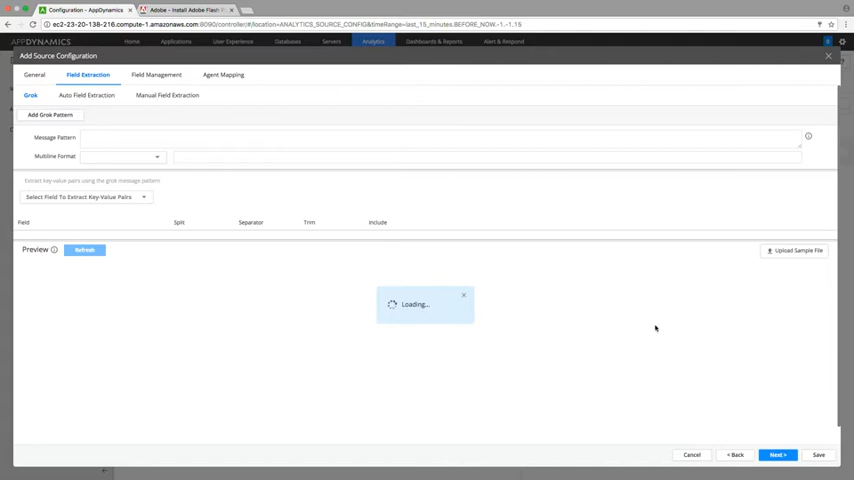 Configuration - AppDynamics
Adobe - Install Adobe Flash P
ec2-23-20-138-216.compute-1.amazonaws.com:8090/controller/#/location=ANALYTICS_SOURCE_CONFIG&timeRange=last_15_minutes.BEFORE_NOW.-1.-1.15
APPDYNAMICS
Home
Applications
User Experience
Databases
Servers
Analytics
Dashboards & Reports
Alert & Respond
Add Source Configuration
General
Field Extraction
Field Management
Agent Mapping
Grok
Auto Field Extraction
Manual Field Extraction
Add Grok Pattern
Message Pattern
Multiline Format
Extract key-value pairs using the grok message pattern
Select Field To Extract Key-Value Pairs
Field
Split
Separator
Trim
Include
Preview
Refresh
Upload Sample File
Loading...
Cancel
< Back
Next >
Save